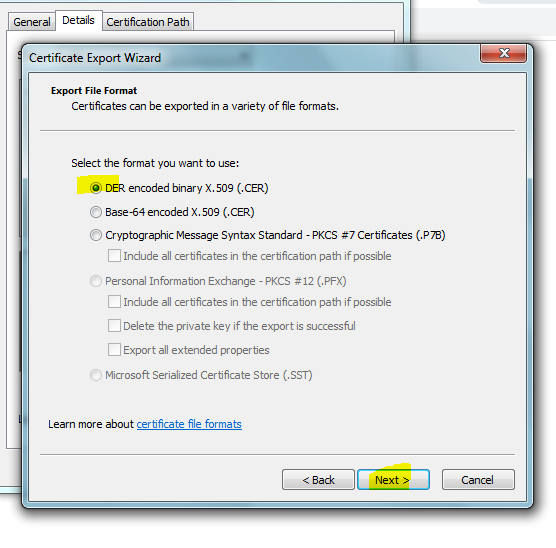 General
Details
Certification Path
S
Certificate Export Wizard
Export File Format
Certificates can be exported in a variety of file formats.
Select the format you want to use:
DER encoded binary X.509 (.CER)
Base-64 encoded X.509 (.CER)
Cryptographic Message Syntax Standard - PKCS #7 Certificates (.P7B)
Include all certificates in the certification path if possible
Personal Information Exchange - PKCS #12 (.PFX)
Include all certificates in the certification path if possible
Delete the private key if the export is successful
Export all extended properties
Microsoft Serialized Certificate Store (.SST)
Learn more about certificate file formats
< Back
Next >
Cancel